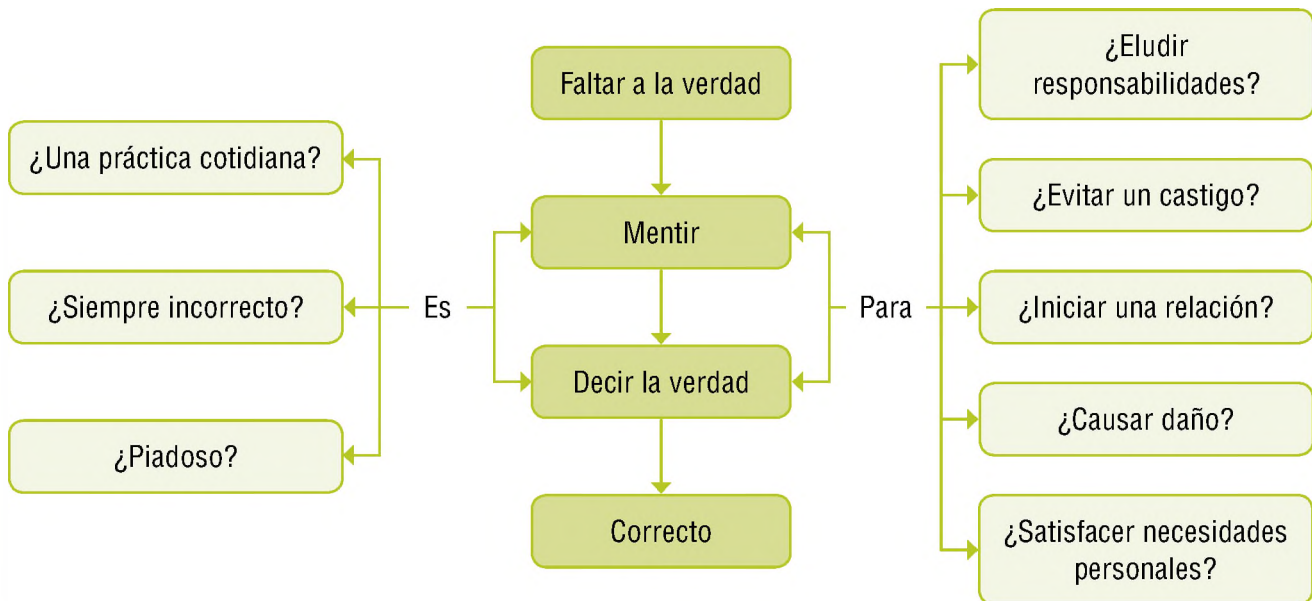 ¿Una práctica cotidiana?
¿Siempre incorrecto?
¿Piadoso?
Es
Faltar a la verdad
Mentir
Decir la verdad
Correcto
Para
¿Eludir
responsabilidades?
¿Evitar un castigo?
¿Iniciar una relación?
¿Causar daño?
¿Satisfacer necesidades
personales?